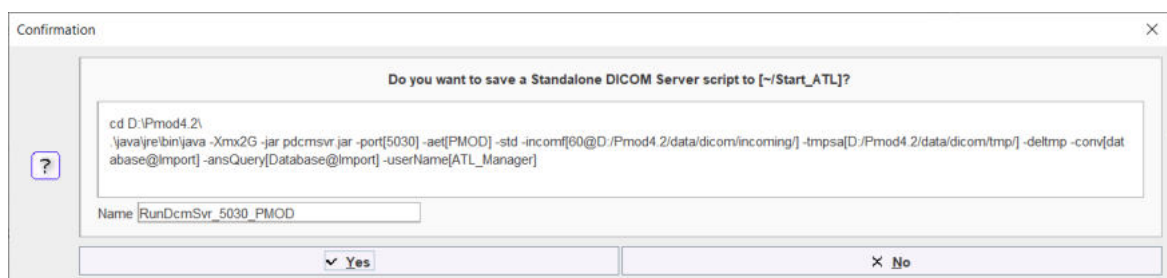 Confirmation
Do you want to save a Standalone DICOM Server script to [~/Start_ATL]?
cd D:\Pmod4.2\
.\java\jre\bin\java -Xmx2G -jar pdcmsvr.jar -port[5030] -aet[PMOD] -std -incomf[60@D:/Pmod4.2/data/dicom/incoming/] -tmpsa[D:/Pmod4.2/data/dicom/tmp/] -deltmp -conv[dat
abase@Import] -ansQuery[Database@Import] -userName[ATL_Manager]
?
Name RunDcmSvr_5030_PMOD
Yes
No